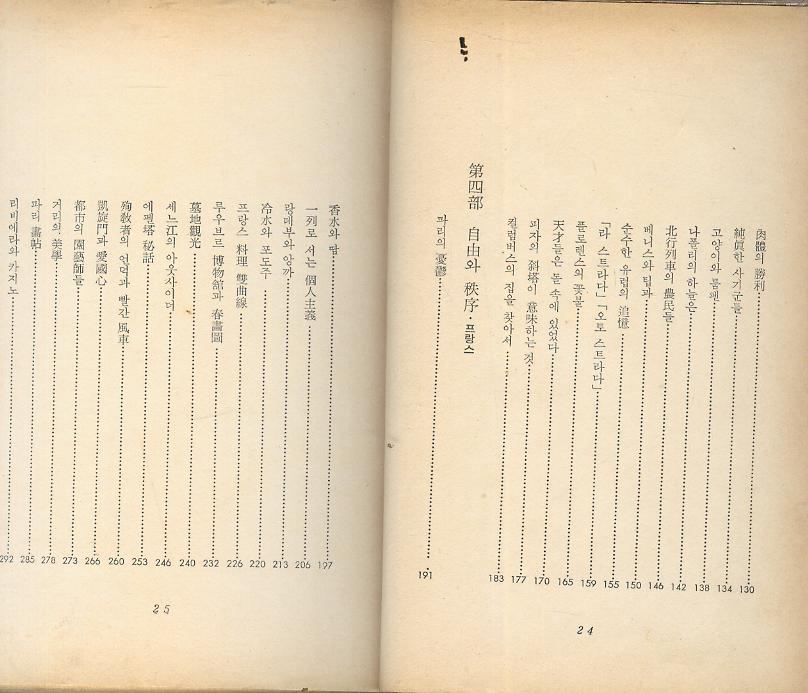 肉體의 勝利 130
純眞한 사기군들 134
고양이와 롬펜 138
나폴리의 하늘은 142
北行列車의 農民들 146
베니스와 팁과 150
순수한 유럽의 追憶 155
「라 스트라다」「오토 스트라다」 159
플로렌스의 꽃불 165
天才들은 돌 속에 있었다 170
피자의 斜塔이 意味하는 것 177
컬럼버스의 집을 찾아서 183
第四部 自由와 秩序 · 프랑스
파리의 憂鬱 191
24
香水와 땀 197
一列로 서는 個人主義 206
랑데부와 앙까 213
冷水와 포도주 220
프랑스 料理 雙曲線 226
루우브르 博物館과 春畵圖 232
墓地觀光 240
세느江의 아웃사이더 246
에펠塔 秘話 253
殉敎者의 언덕과 빨간 風車 260
凱旋門과 愛國心 266
都市의 園藝師들 273
거리의 美學 278
파리 畵帖 285
리비에라와 카지노 292
25